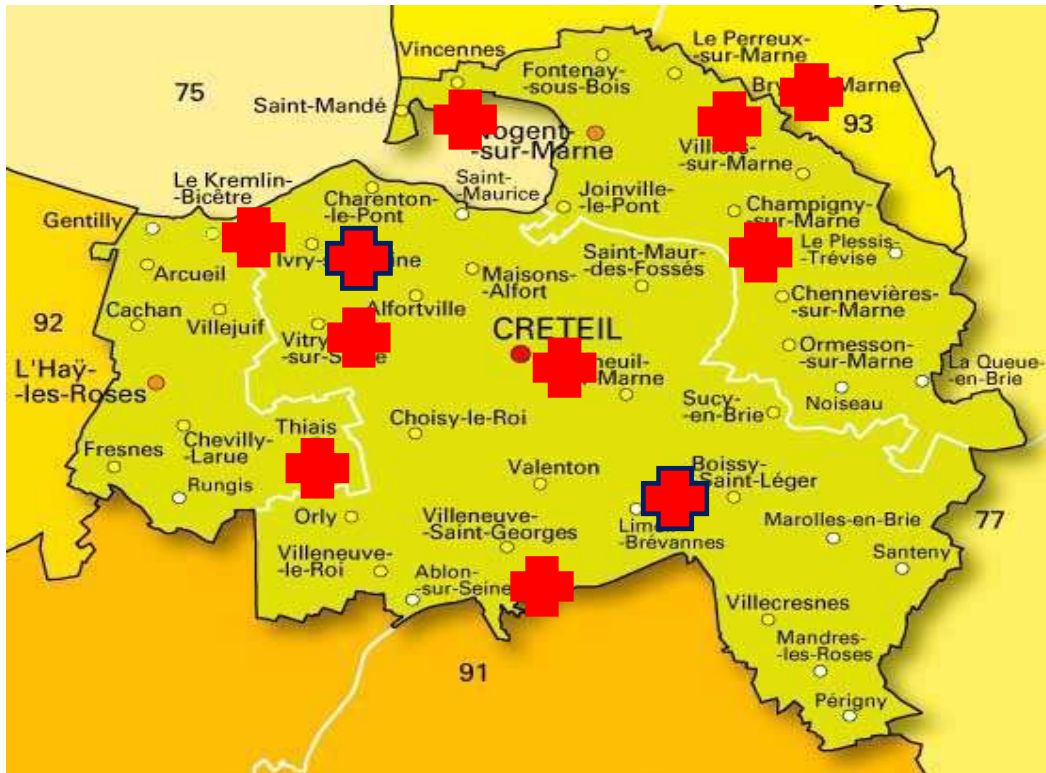 Vincennes
Le Perreux-
-sur-Marne
Fontenay-
-sous-Bois
Marne
75
Saint-Mandé
93
-sur-Marne
-sur-Marne
Le Kremlin-
-Bicêtre
Charenton-
-le-Pont
Saint-
-Maurice
Joinville-
-le-Pont
Champigny-
-sur-Marne
Gentilly
Le Plessis-
-Trévise
Saint-Maur-
-des-Fossés
Arcueil
Maisons-
-Alfort
Cachan
Villejuif
Alfortville
Chennevières-
-sur-Marne
92
CRETEIL
Ormesson-
-sur-Marne
L'Haÿ-
-les-Roses
Marne
La Queue-
-en-Brie
Sucy-
-en-Brie
Noiseau
Choisy-le-Roi
Thiais
Fresnes
Chevilly-
-Larue
Rungis
Valenton
Boissy-
Saint-Léger
Orly
Villeneuve-
-Saint-Georges
-Brévannes
Marolles-en-Brie
77
Santeny
Villeneuve-
-le-Roi
Ablon-
-sur-Seine
Villecresnes
Mandres-
-les-Roses
91
Périgny